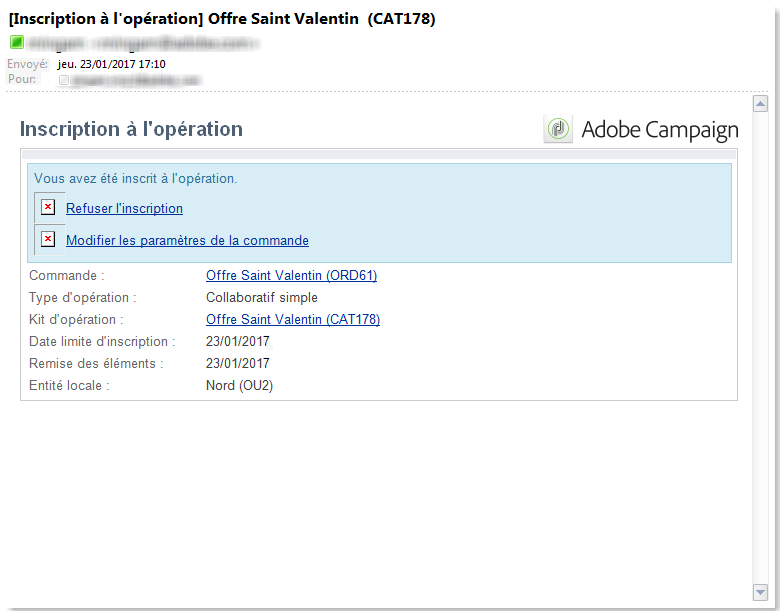 [Inscription à l'opération] Offre Saint Valentin (CAT178)
Envoyé: jeu. 23/01/2017 17:10
Pour:
Inscription à l'opération
Adobe Campaign
Vous avez été inscrit à l'opération.
Refuser l'inscription
Modifier les paramètres de la commande
Commande : Offre Saint Valentin (ORD61)
Type d'opération : Collaboratif simple
Kit d'opération : Offre Saint Valentin (CAT178)
Date limite d'inscription : 23/01/2017
Remise des éléments : 23/01/2017
Entité locale : Nord (OU2)